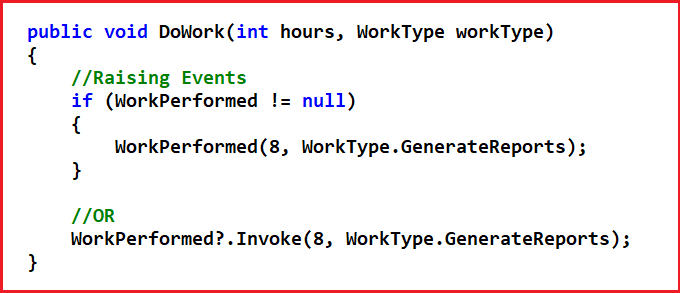 public void DoWork(int hours, WorkType workType)
{
    //Raising Events
    if (WorkPerformed != null)
    {
        WorkPerformed(8, WorkType.GenerateReports);
    }

    //OR
    WorkPerformed?.Invoke(8, WorkType.GenerateReports);
}